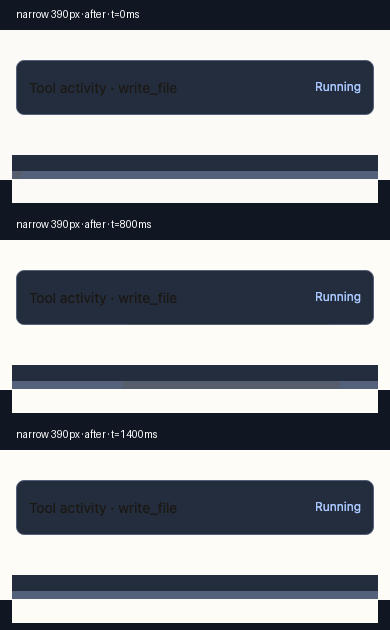 narrow 390px · after · t=0ms
Tool activity · write_file Running
narrow 390px · after · t=800ms
Tool activity · write_file Running
narrow 390px · after · t=1400ms
Tool activity · write_file Running